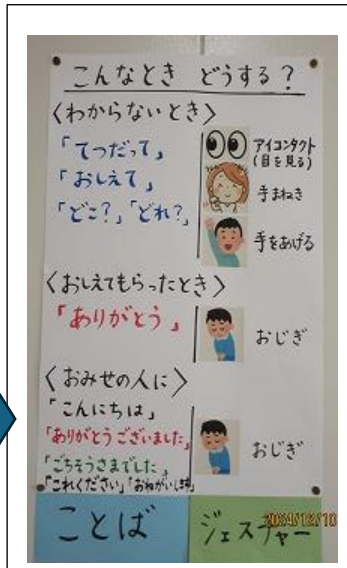 こんなとき どうする？
〈わからないとき〉
「てつだって」
「おしえて」
「どこ？」「どれ？」
アイコンタクト
(目を見る)
手まねき
手をあげる
〈おしえてもらったとき〉
「ありがとう」
おじぎ
〈おみせの人に〉
「こんにちは」
「ありがとうございました」
「ごちそうさまでした」
「これください」「おねがいします」
おじぎ
ことば
ジェスチャー
2024/12/10